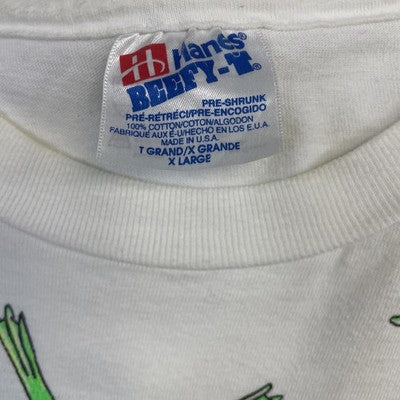 Hanes
BEEFY-T®
PRE-SHRUNK
PRÉ-RÉTRÉCI/PRE-ENCOGIDO
100% COTTON/COTON/ALGODON
FABRIQUÉ AUX É-U/HECHO EN LOS E.U.A.
MADE IN U.S.A.
T GRAND/X GRANDE
X LARGE